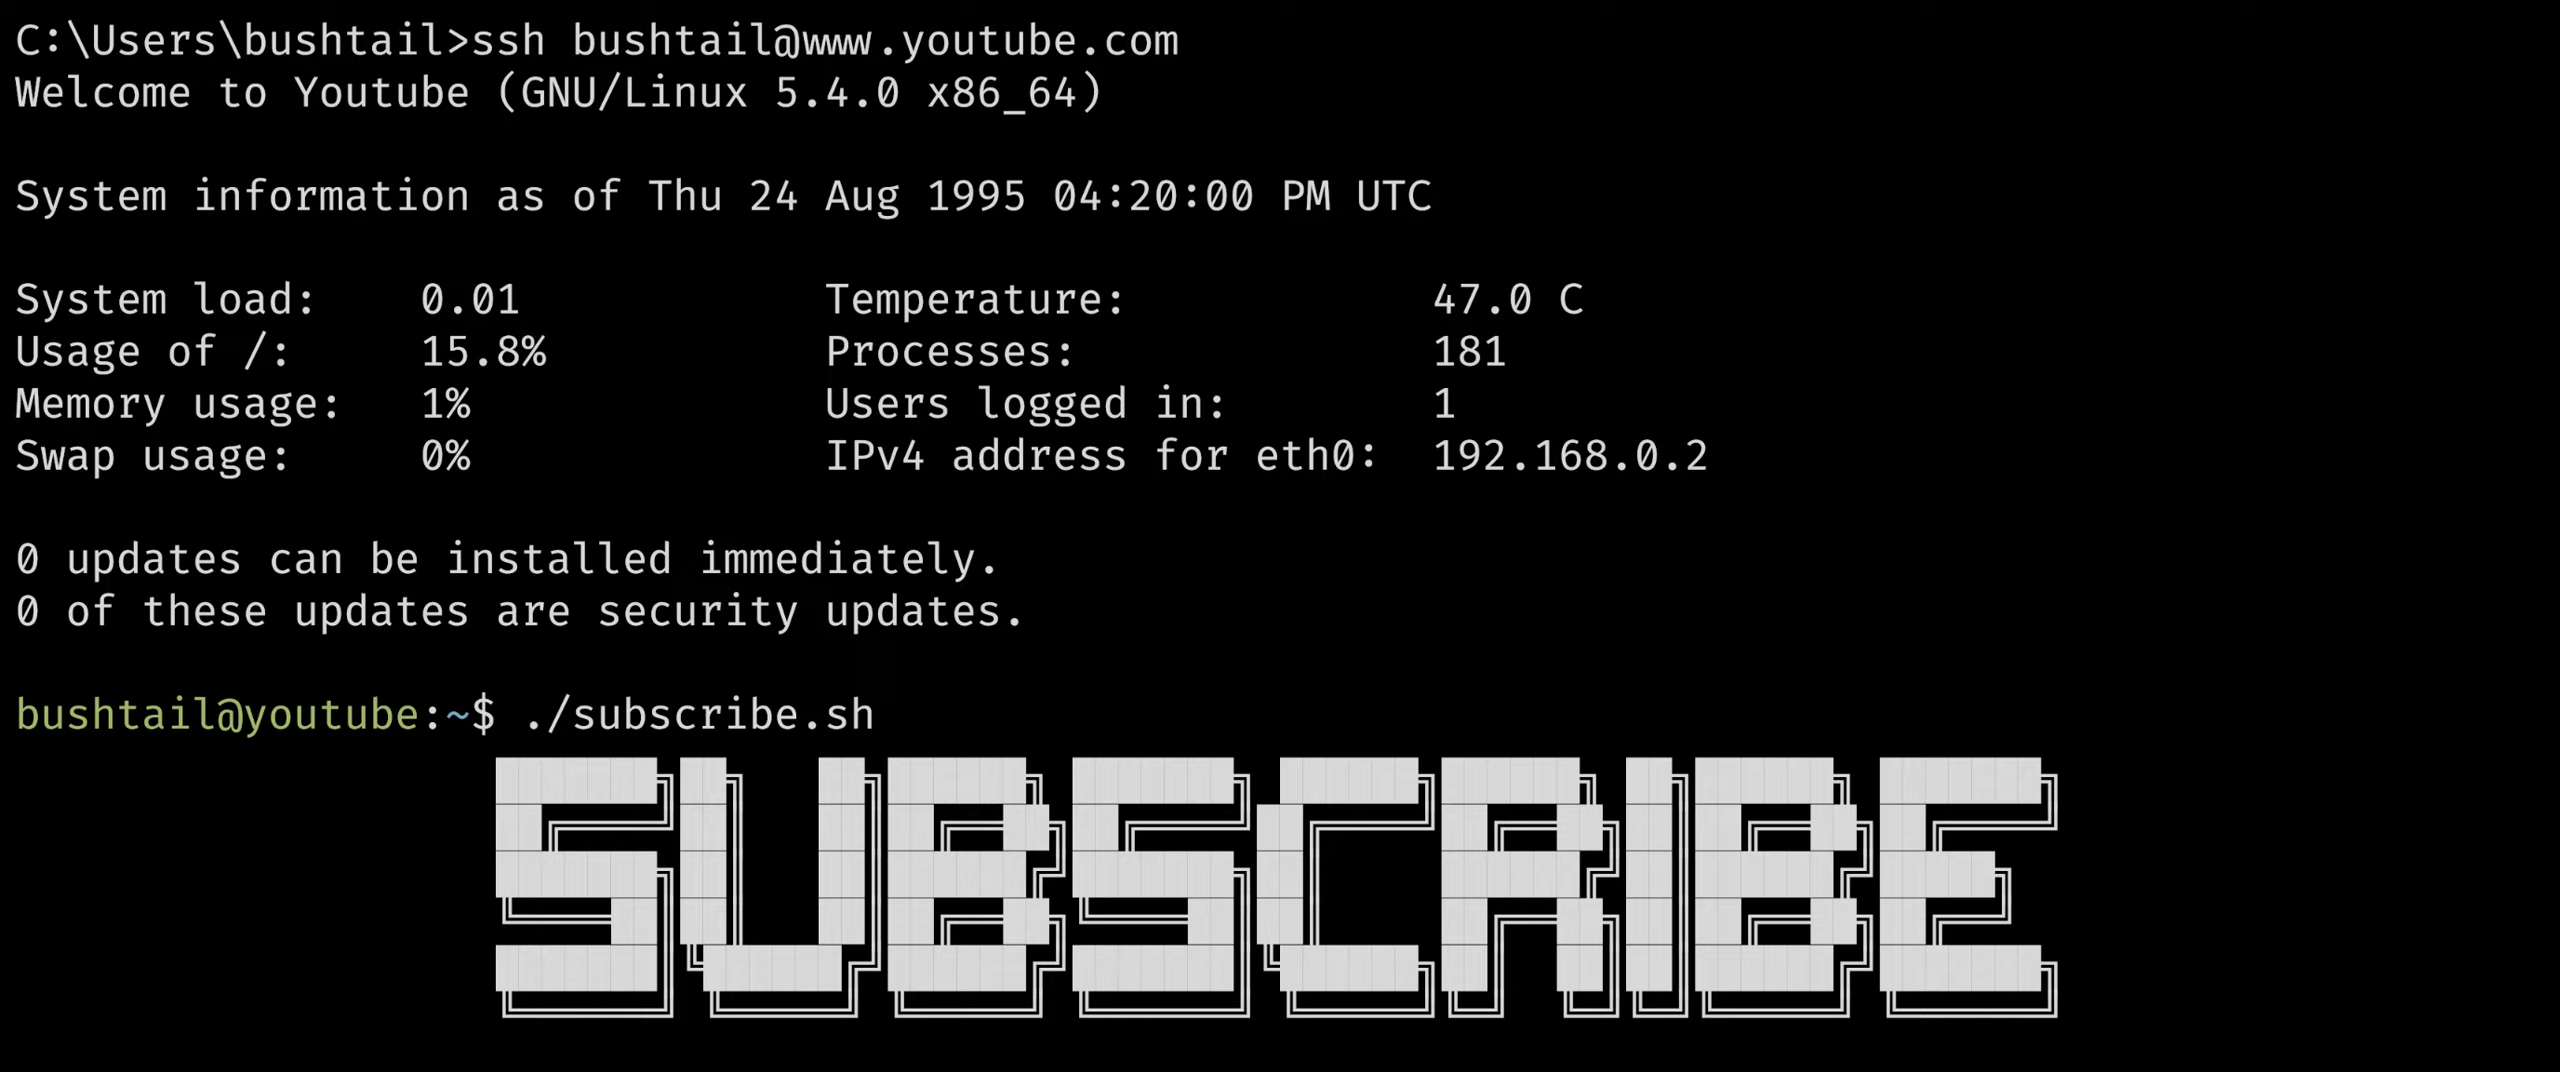 C:\Users\bushtail>ssh bushtail@www.youtube.com
Welcome to Youtube (GNU/Linux 5.4.0 x86_64)
System information as of Thu 24 Aug 1995 04:20:00 PM UTC
System load: 0.01 Temperature: 47.0 C
Usage of /: 15.8% Processes: 181
Memory usage: 1% Users logged in: 1
Swap usage: 0% IPv4 address for eth0: 192.168.0.2
0 updates can be installed immediately.
0 of these updates are security updates.
bushtail@youtube:~$ ./subscribe.sh
SUBSCRIBE